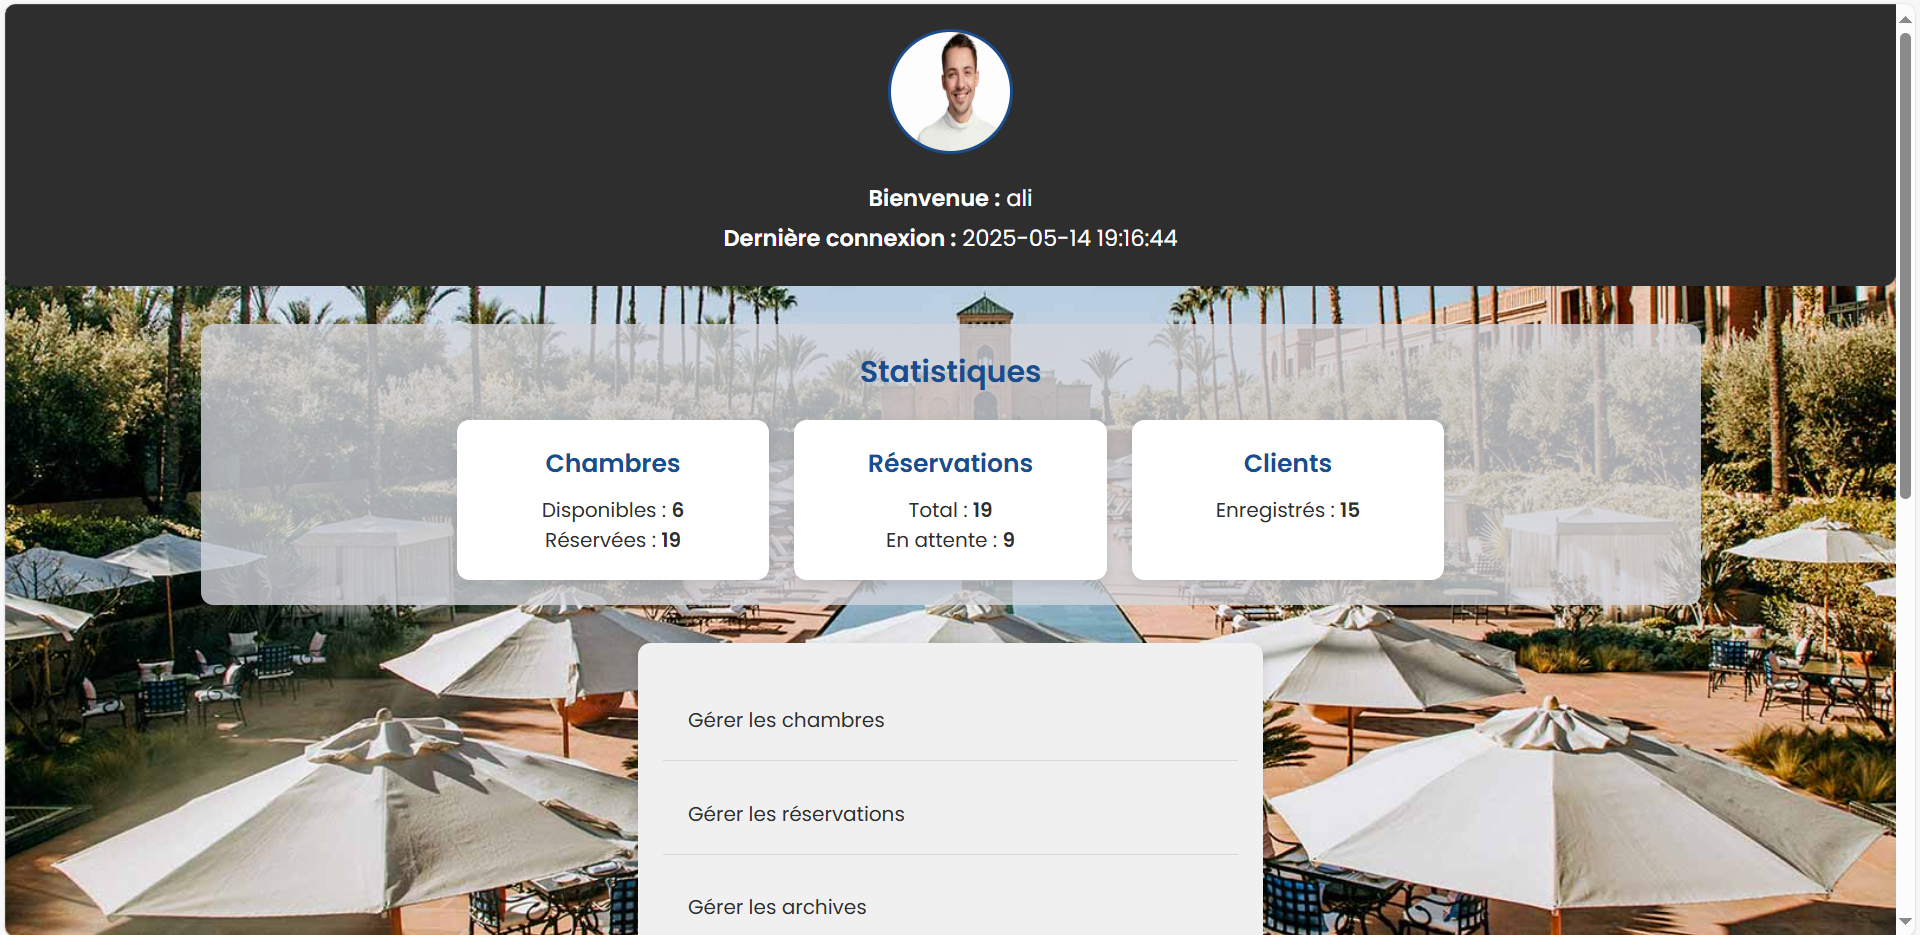 Bienvenue : ali
Dernière connexion : 2025-05-14 19:16:44
Statistiques
Chambres
Disponibles : 6
Réservées : 19
Réservations
Total : 19
En attente : 9
Clients
Enregistrés : 15
Gérer les chambres
Gérer les réservations
Gérer les archives